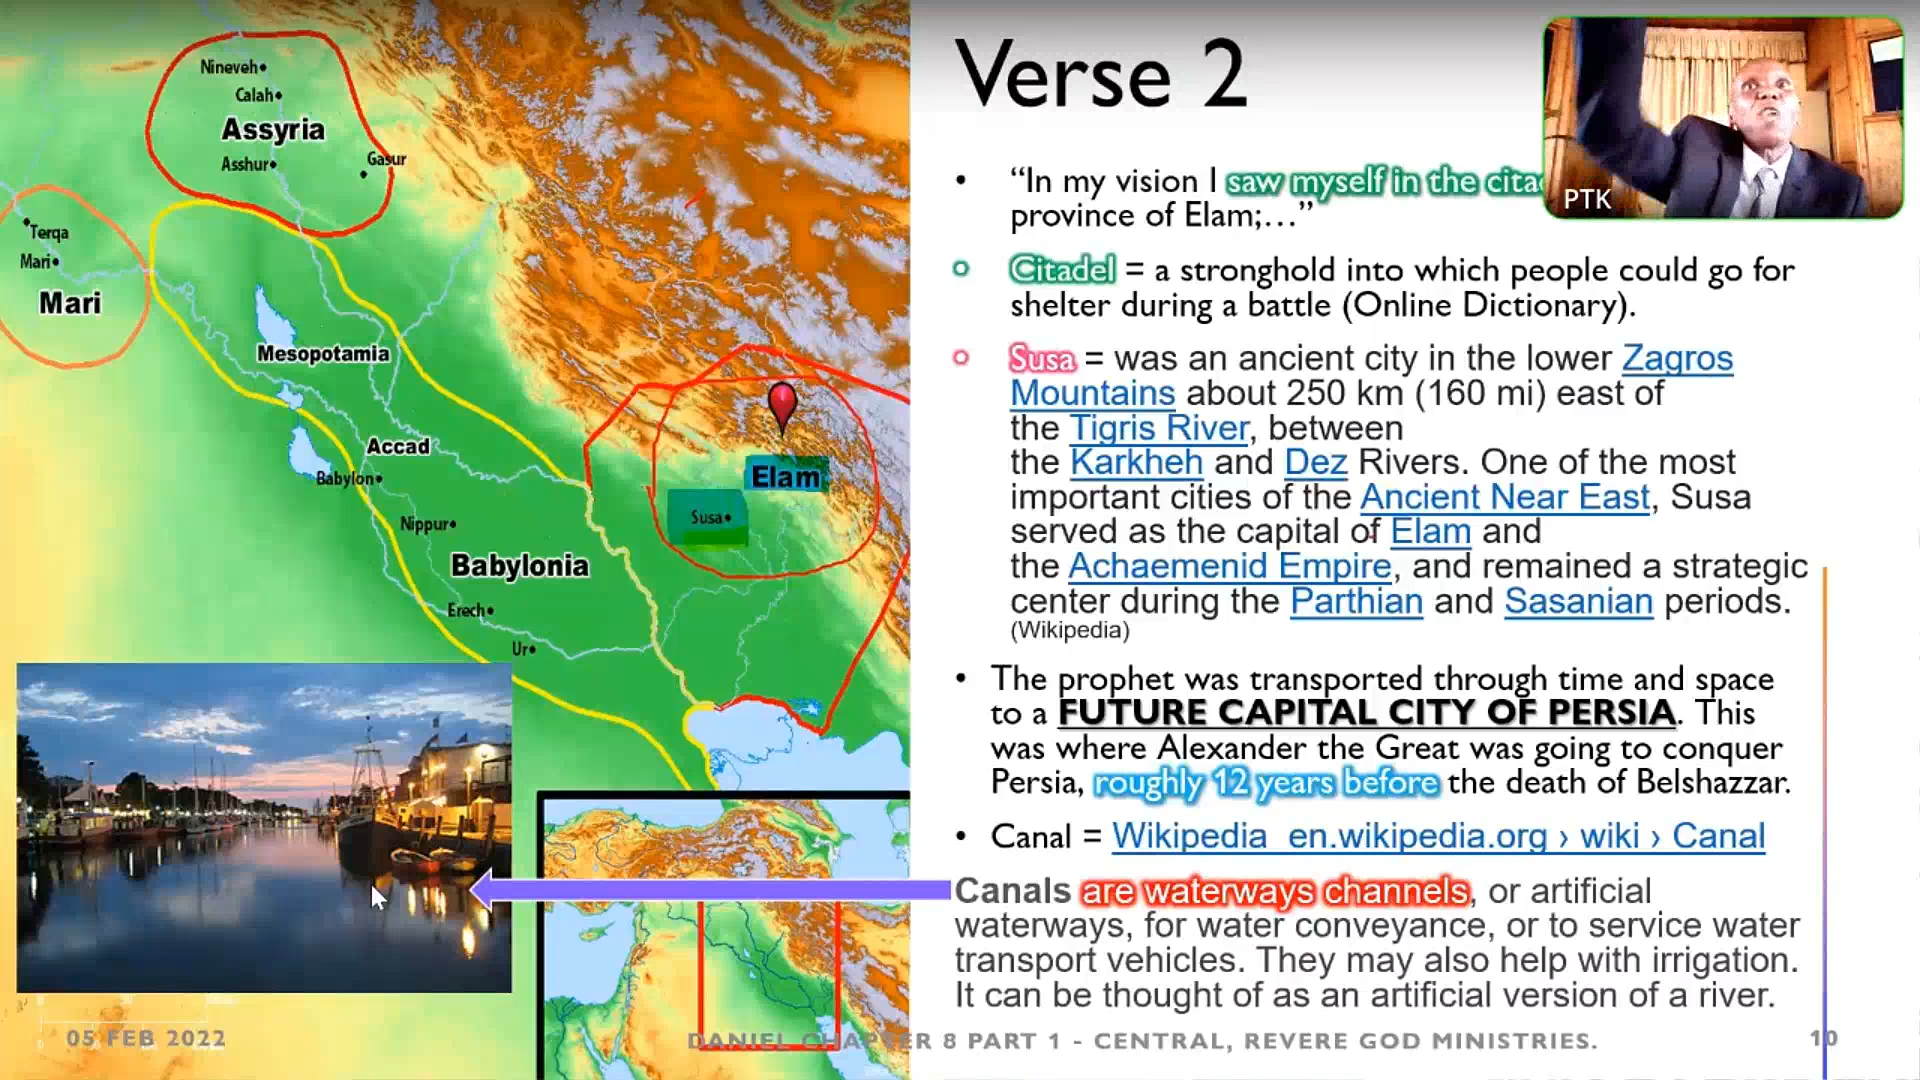 Nineveh
Calah
Assyria
Asshur
Gasur
Terqa
Mari
Mari
Mesopotamia
Accad
Babylon
Nippur
Babylonia
Erech
Ur
Elam
Susa
Verse 2
PTK
• “In my vision I saw myself in the
province of Elam;…”
Citadel = a stronghold into which people could go for
shelter during a battle (Online Dictionary).
Susa = was an ancient city in the lower Zagros
Mountains about 250 km (160 mi) east of
the Tigris River, between
the Karkheh and Dez Rivers. One of the most
important cities of the Ancient Near East, Susa
served as the capital of Elam and
the Achaemenid Empire, and remained a strategic
center during the Parthian and Sasanian periods.
(Wikipedia)
• The prophet was transported through time and space
to a FUTURE CAPITAL CITY OF PERSIA. This
was where Alexander the Great was going to conquer
Persia, roughly 12 years before the death of Belshazzar.
• Canal = Wikipedia en.wikipedia.org › wiki › Canal
Canals are waterways channels, or artificial
waterways, for water conveyance, or to service water
transport vehicles. They may also help with irrigation.
It can be thought of as an artificial version of a river.
05 FEB 2022
DANIEL CHAPTER 8 PART 1 - CENTRAL, REVERE GOD MINISTRIES.
10